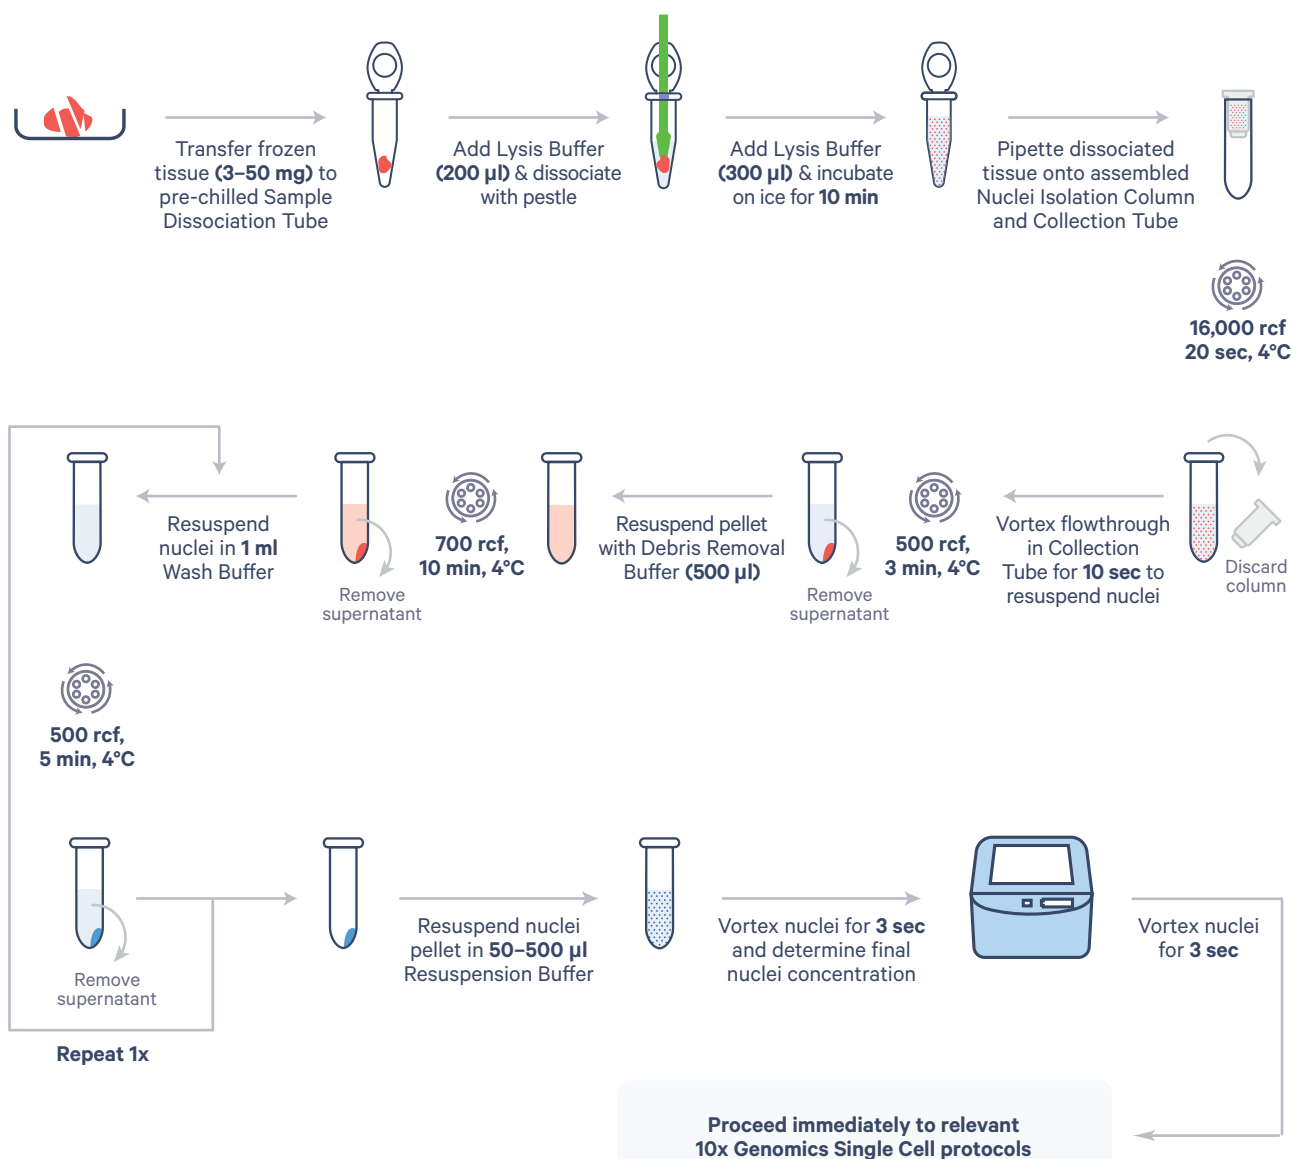 Transfer frozen
tissue (3–50 mg) to
pre-chilled Sample
Dissociation Tube
Add Lysis Buffer
(200 µl) & dissociate
with pestle
Add Lysis Buffer
(300 µl) & incubate
on ice for 10 min
Pipette dissociated
tissue onto assembled
Nuclei Isolation Column
and Collection Tube
16,000 rcf
20 sec, 4°C
Discard
column
Vortex flowthrough
in Collection
Tube for 10 sec to
resuspend nuclei
500 rcf,
3 min, 4°C
Remove
supernatant
Resuspend pellet
with Debris Removal
Buffer (500 µl)
700 rcf,
10 min, 4°C
Remove
supernatant
Resuspend
nuclei in 1 ml
Wash Buffer
500 rcf,
5 min, 4°C
Remove
supernatant
Repeat 1x
Resuspend nuclei
pellet in 50–500 µl
Resuspension Buffer
Vortex nuclei for 3 sec
and determine final
nuclei concentration
Vortex nuclei
for 3 sec
Proceed immediately to relevant
10x Genomics Single Cell protocols